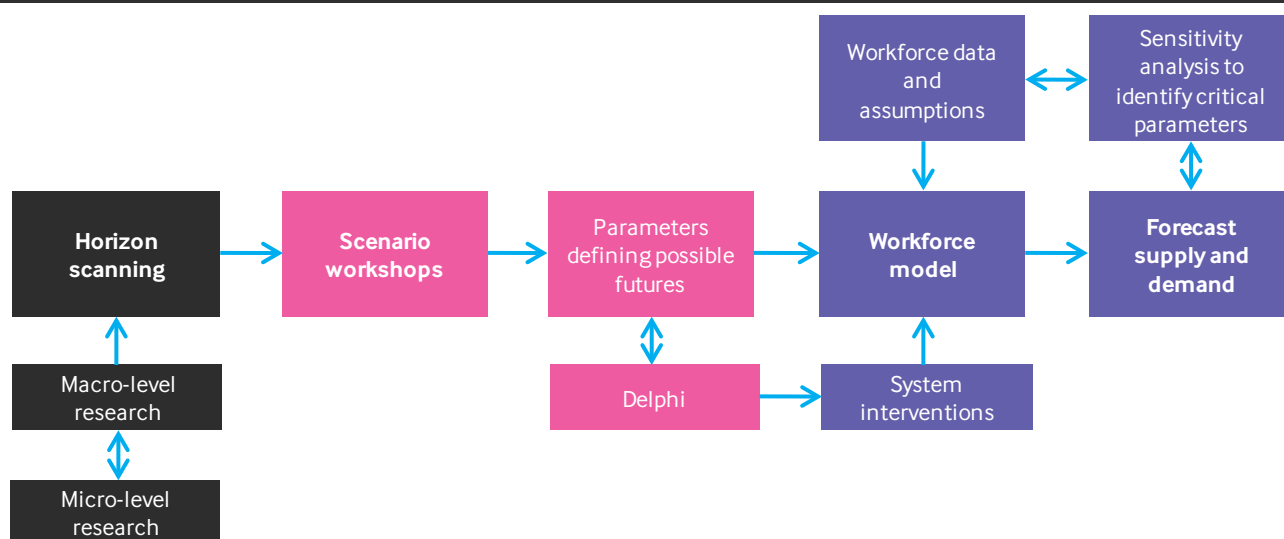 Workforce data
and
assumptions
Sensitivity
analysis to
identify critical
parameters
Horizon
scanning
Scenario
workshops
Parameters
defining possible
futures
Workforce
model
Forecast
supply and
demand
Macro-level
research
Delphi
System
interventions
Micro-level
research